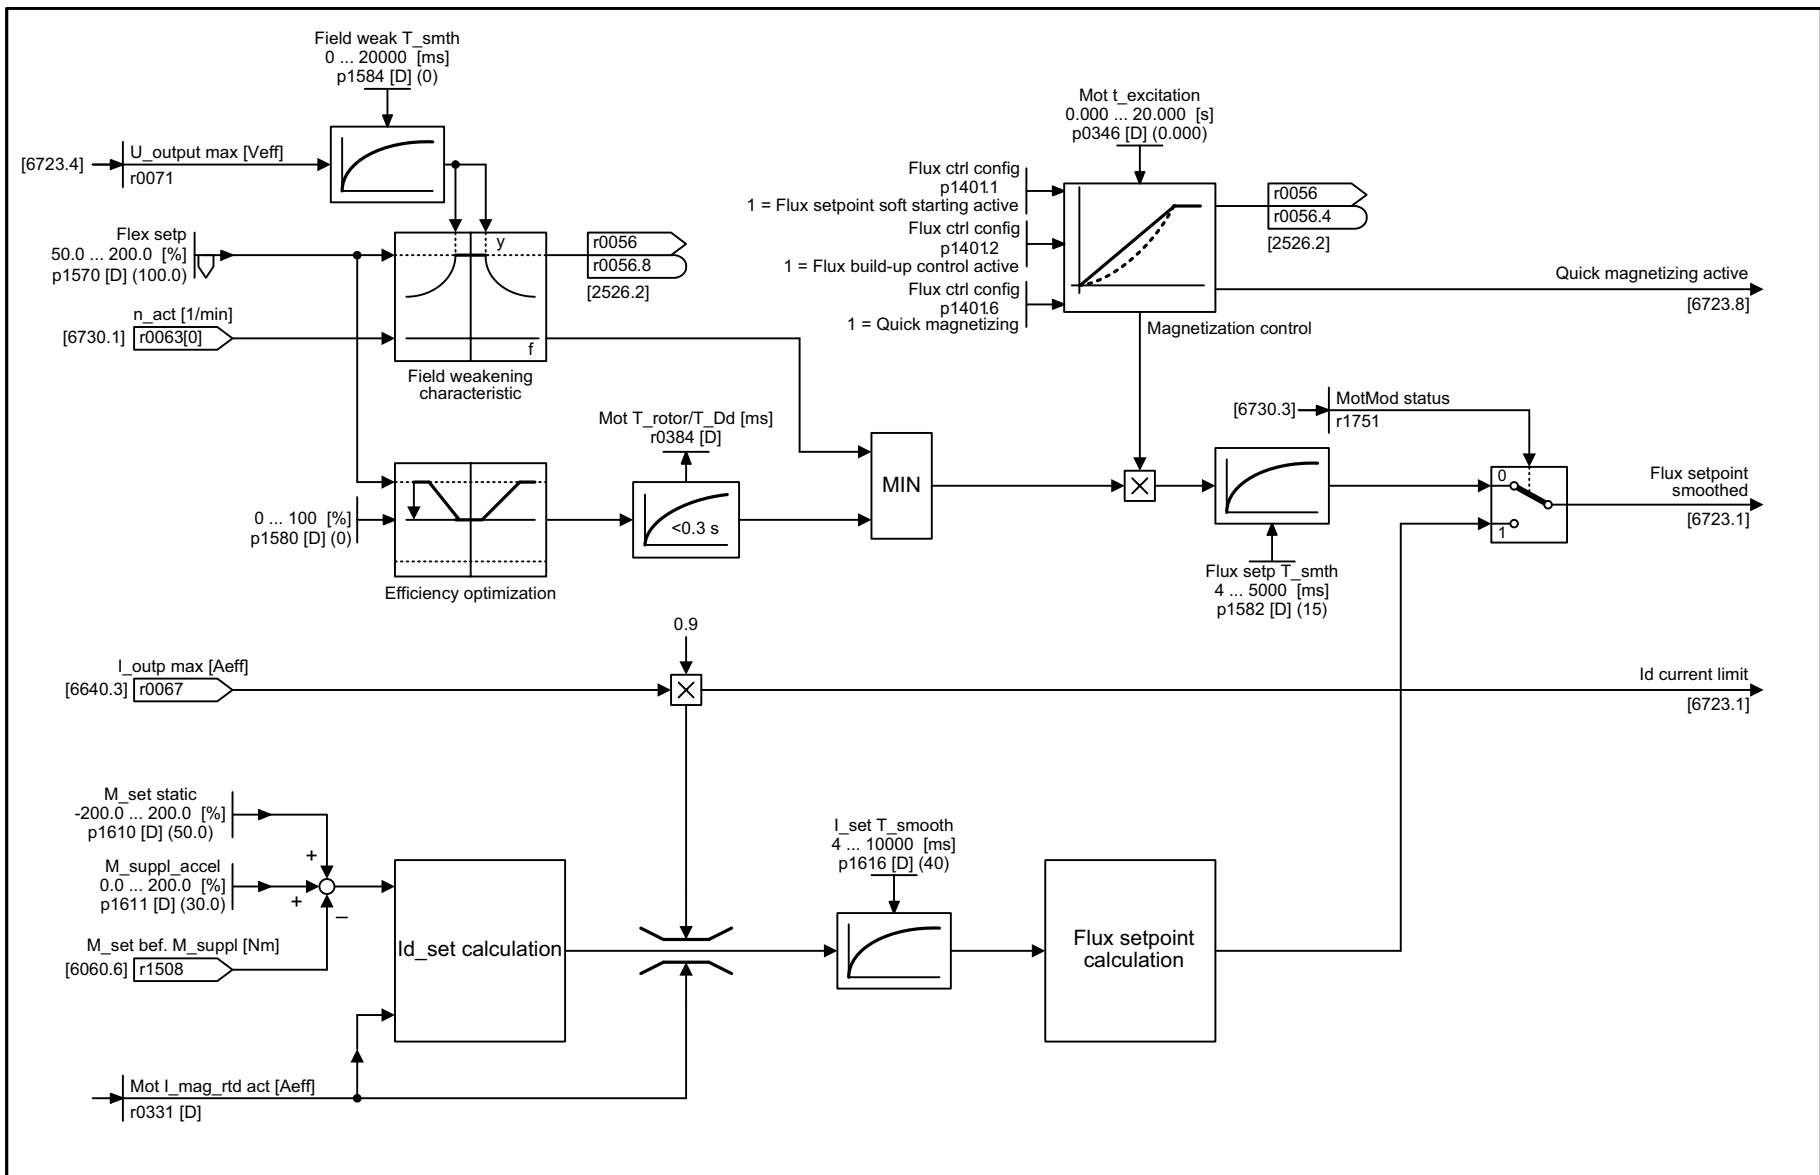 Field weak T_smth
0 ... 20000 [ms]
p1584 [D] (0)
[6723.4]
U_output max [Veff]
r0071
Flex setp
50.0 ... 200.0 [%]
p1570 [D] (100.0)
n_act [1/min]
[6730.1]
r0063[0]
y
f
Field weakening
characteristic
r0056
r0056.8
[2526.2]
Mot t_excitation
0.000 ... 20.000 [s]
p0346 [D] (0.000)
Flux ctrl config
p1401.1
1 = Flux setpoint soft starting active
Flux ctrl config
p1401.2
1 = Flux build-up control active
Flux ctrl config
p1401.6
1 = Quick magnetizing
Magnetization control
r0056
r0056.4
[2526.2]
Quick magnetizing active
[6723.8]
0 ... 100 [%]
p1580 [D] (0)
Efficiency optimization
Mot T_rotor/T_Dd [ms]
r0384 [D]
<0.3 s
MIN
Flux setp T_smth
4 ... 5000 [ms]
p1582 [D] (15)
[6730.3]
MotMod status
r1751
0
1
Flux setpoint
smoothed
[6723.1]
0.9
I_outp max [Aeff]
[6640.3]
r0067
Id current limit
[6723.1]
M_set static
-200.0 ... 200.0 [%]
p1610 [D] (50.0)
+
M_suppl_accel
0.0 ... 200.0 [%]
p1611 [D] (30.0)
+
–
M_set bef. M_suppl [Nm]
[6060.6]
r1508
Id_set calculation
I_set T_smooth
4 ... 10000 [ms]
p1616 [D] (40)
Flux setpoint
calculation
Mot I_mag_rtd act [Aeff]
r0331 [D]